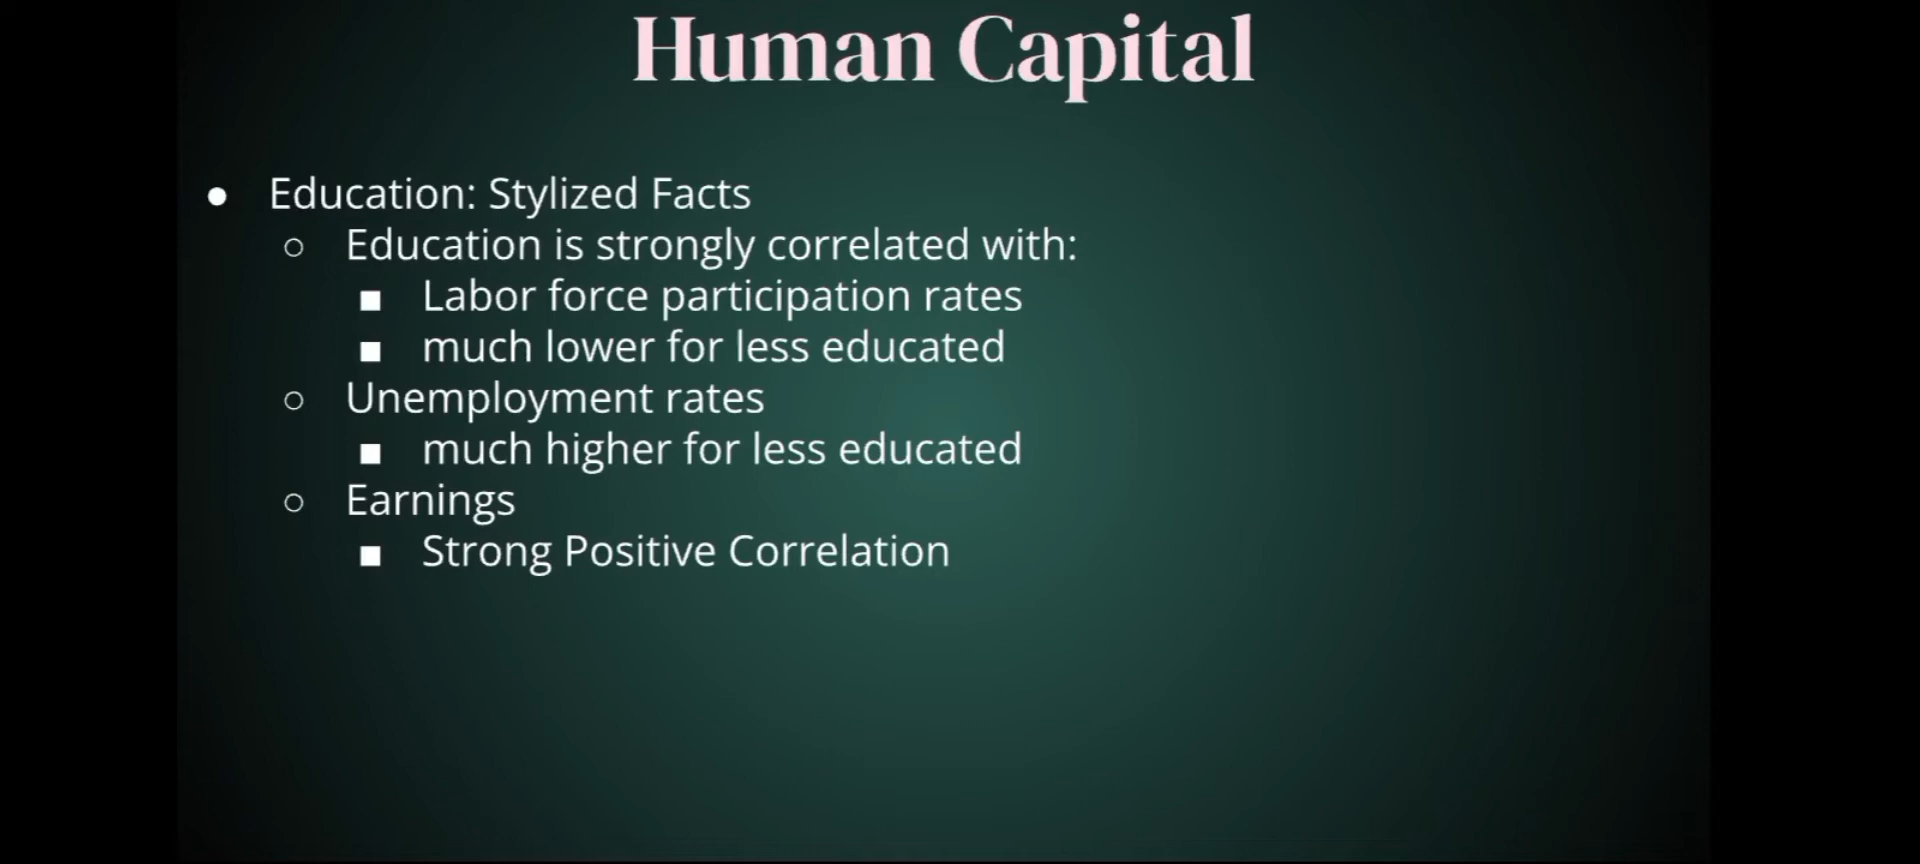 Human Capital
● Education: Stylized Facts
○ Education is strongly correlated with:
■ Labor force participation rates
■ much lower for less educated
○ Unemployment rates
■ much higher for less educated
○ Earnings
■ Strong Positive Correlation